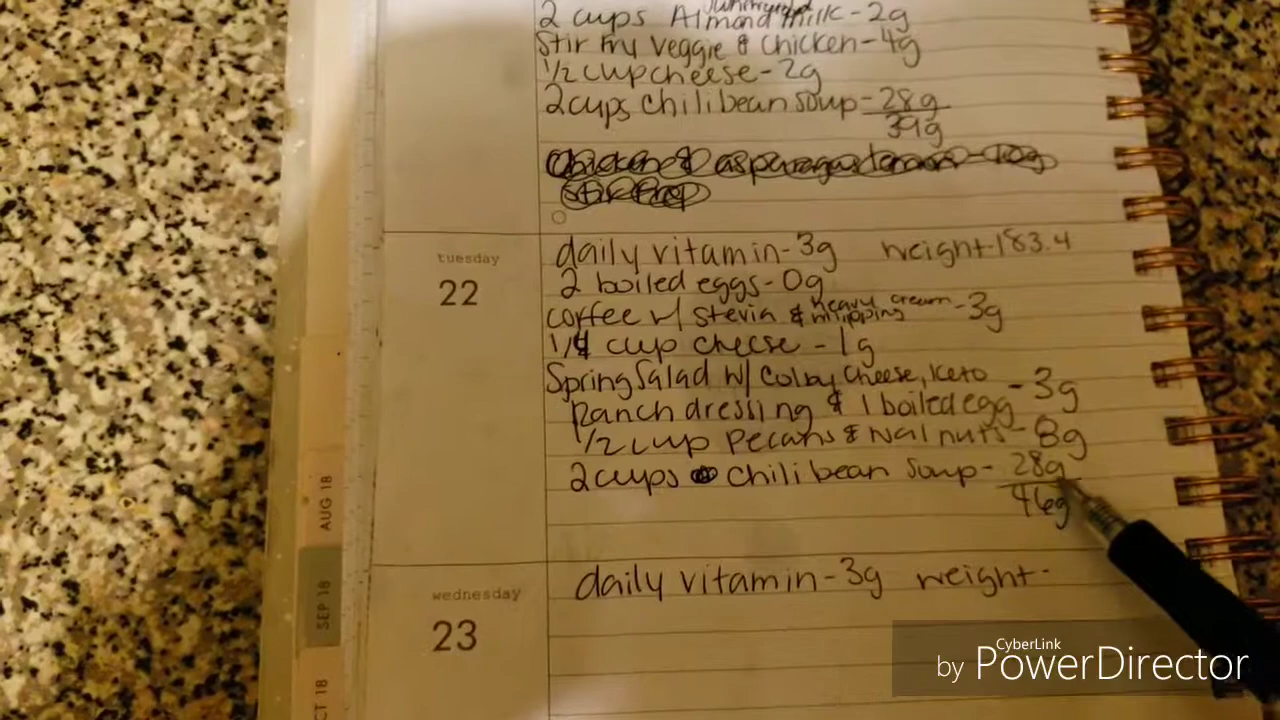 2 cups Almond Milk - 2g
Stir Fry Veggie & Chicken - 4g
1/2 cup cheese - 2g
2 cups chili bean soup - 28g
39g
tuesday
22
daily vitamin - 3g weight - 183.4
2 boiled eggs - 0g
coffee w/ stevia & heavy whipping cream - 3g
1/4 cup cheese - 1g
Spring Salad w/ Colby Cheese, Keto
Ranch dressing & 1 boiled egg - 3g
1/2 cup pecans & walnuts - 8g
2 cups chili bean soup - 28g
46g
wednesday
23
daily vitamin - 3g weight -
AUG 18
SEP 18
CT 18
CyberLink
by PowerDirector